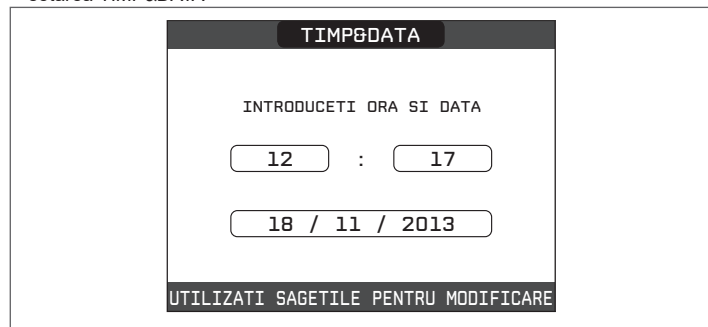 TIMP&DATA
INTRODUCETI ORA SI DATA
12 : 17
18 / 11 / 2013
UTILIZATI SAGETILE PENTRU MODIFICARE